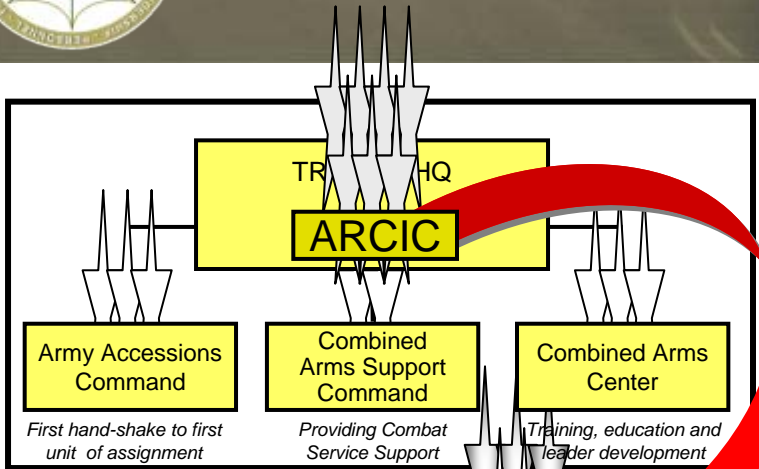 HQ
ARCIC
Army Accessions
Command
Combined
Arms Support
Command
Combined Arms
Center
First hand-shake to first
unit of assignment
Providing Combat
Service Support
Training, education and
leader development